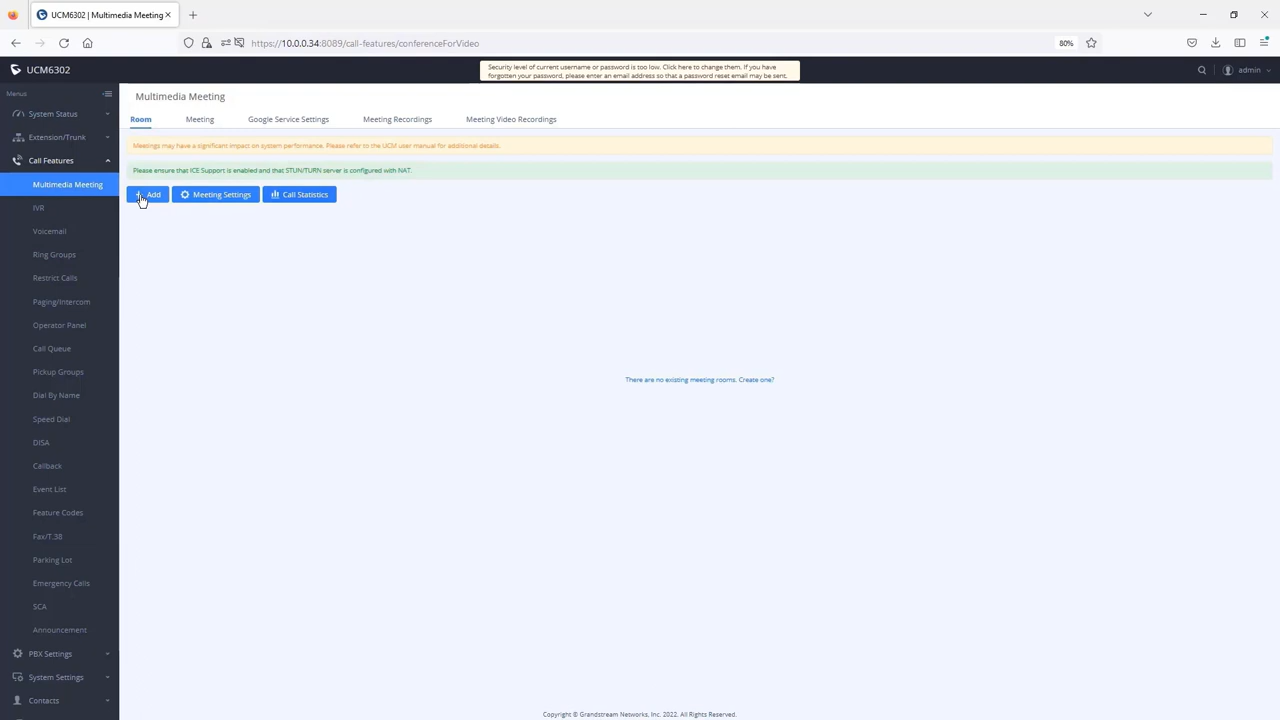 UCM6302 | Multimedia Meeting
https://10.0.0.34:8089/call-features/conferenceForVideo
80%
UCM6302
Security level of current username or password is too low. Click here to change them. If you have
forgotten your password, please enter an email address so that a password reset email may be sent.
admin
Menus
System Status
Extension/Trunk
Call Features
Multimedia Meeting
IVR
Voicemail
Ring Groups
Restrict Calls
Paging/Intercom
Operator Panel
Call Queue
Pickup Groups
Dial By Name
Speed Dial
DISA
Callback
Event List
Feature Codes
Fax/T.38
Parking Lot
Emergency Calls
SCA
Announcement
PBX Settings
System Settings
Contacts
Multimedia Meeting
Room Meeting Google Service Settings Meeting Recordings Meeting Video Recordings
Meetings may have a significant impact on system performance. Please refer to the UCM user manual for additional details.
Please ensure that ICE Support is enabled and that STUN/TURN server is configured with NAT.
Add Meeting Settings Call Statistics
There are no existing meeting rooms. Create one?
Copyright © Grandstream Networks, Inc. 2022. All Rights Reserved.